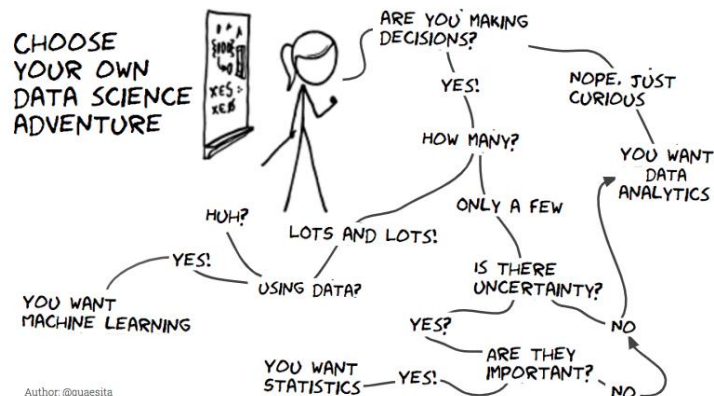 CHOOSE
YOUR OWN
DATA SCIENCE
ADVENTURE
ARE YOU MAKING
DECISIONS?
YES!
NOPE, JUST
CURIOUS
HOW MANY?
YOU WANT
DATA
ANALYTICS
ONLY A FEW
HUH?
LOTS AND LOTS!
YES!
USING DATA?
IS THERE
UNCERTAINTY?
YOU WANT
MACHINE LEARNING
YES?
NO
ARE THEY
IMPORTANT?
YOU WANT
STATISTICS
YES!
NO
Author: @quaesita